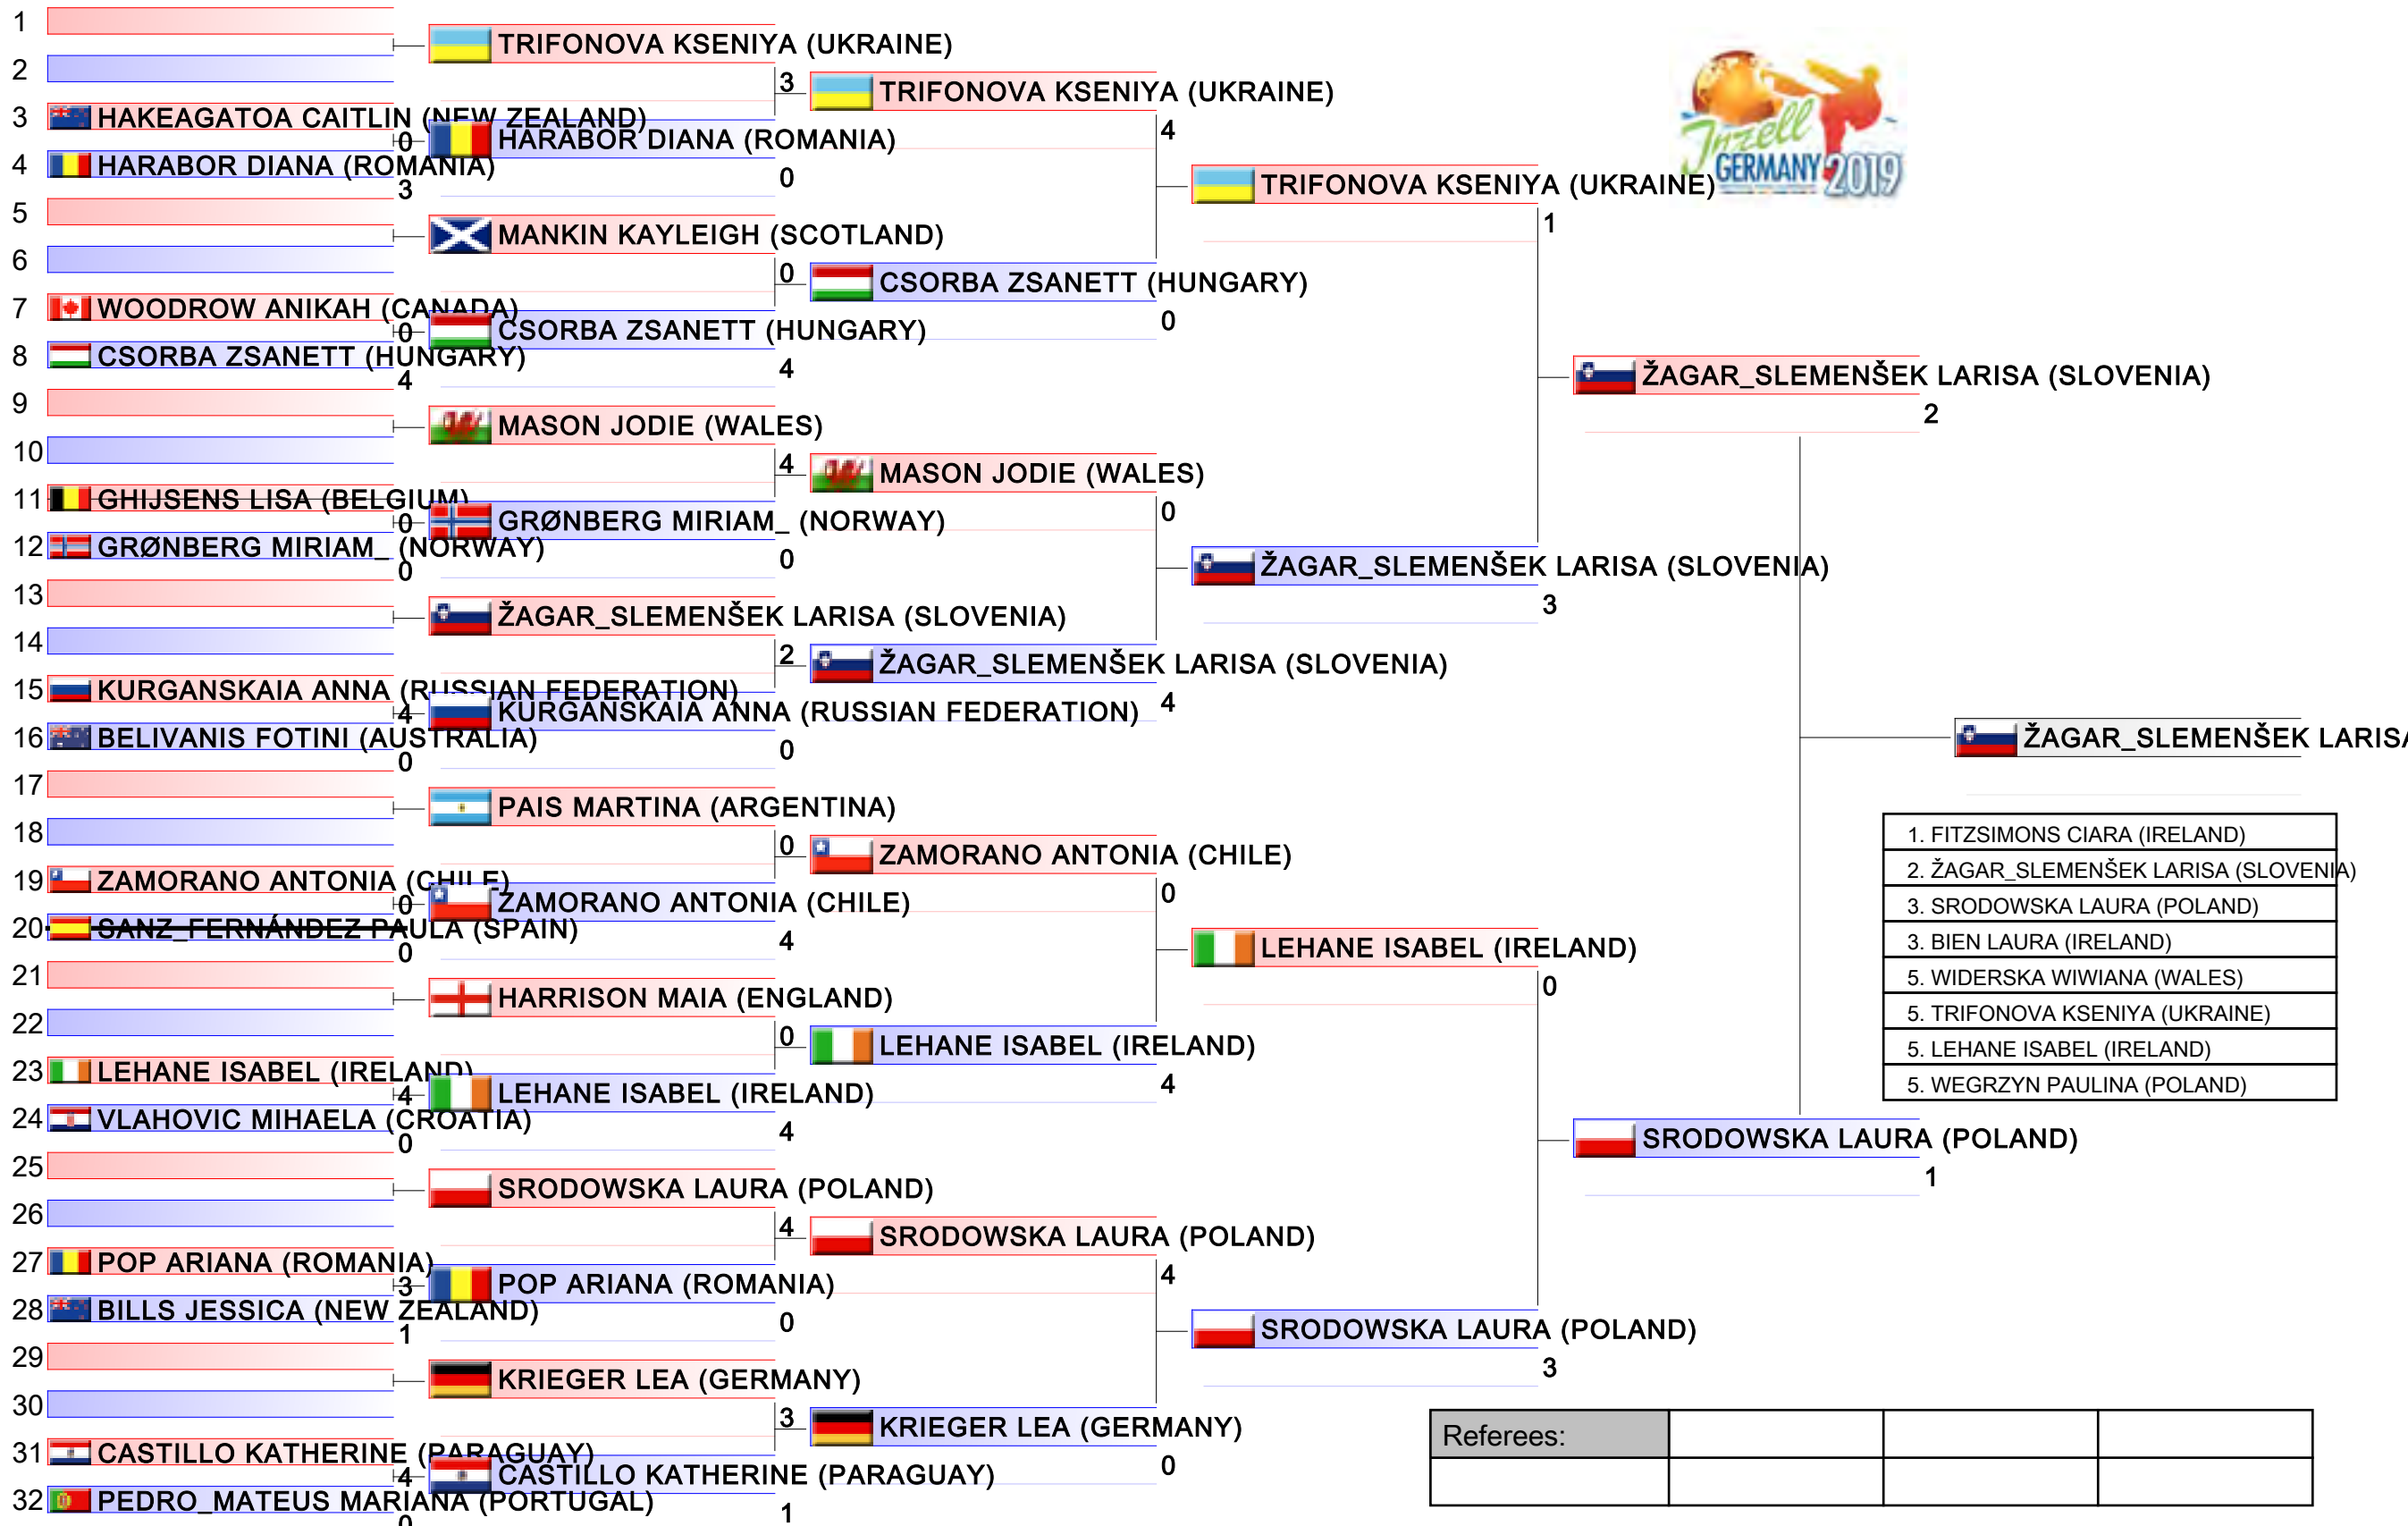 1
TRIFONOVA KSENIYA (UKRAINE)
2
3
TRIFONOVA KSENIYA (UKRAINE)
3 HAKEAGATOA CAITLIN (NEW ZEALAND)
0
HARABOR DIANA (ROMANIA)
4
4 HARABOR DIANA (ROMANIA)
3
0
Inzell
GERMANY 2019
TRIFONOVA KSENIYA (UKRAINE)
1
5
MANKIN KAYLEIGH (SCOTLAND)
6
0
CSORBA ZSANETT (HUNGARY)
0
7 WOODROW ANIKAH (CANADA)
0
CSORBA ZSANETT (HUNGARY)
4
8 CSORBA ZSANETT (HUNGARY)
4
ŽAGAR_SLEMENŠEK LARISA (SLOVENIA)
2
9
MASON JODIE (WALES)
10
4
MASON JODIE (WALES)
0
11 GHIJSENS LISA (BELGIUM)
0
GRØNBERG MIRIAM_ (NORWAY)
0
12 GRØNBERG MIRIAM_ (NORWAY)
0
ŽAGAR_SLEMENŠEK LARISA (SLOVENIA)
3
13
ŽAGAR_SLEMENŠEK LARISA (SLOVENIA)
14
2
ŽAGAR_SLEMENŠEK LARISA (SLOVENIA)
4
15 KURGANSKAIA ANNA (RUSSIAN FEDERATION)
4
KURGANSKAIA ANNA (RUSSIAN FEDERATION)
0
16 BELIVANIS FOTINI (AUSTRALIA)
0
ŽAGAR_SLEMENŠEK LARISA
17
PAIS MARTINA (ARGENTINA)
18
0
ZAMORANO ANTONIA (CHILE)
0
19 ZAMORANO ANTONIA (CHILE)
0
ZAMORANO ANTONIA (CHILE)
4
20 SANZ_FERNÁNDEZ PAULA (SPAIN)
0
LEHANE ISABEL (IRELAND)
0
21
HARRISON MAIA (ENGLAND)
22
0
LEHANE ISABEL (IRELAND)
4
23 LEHANE ISABEL (IRELAND)
4
LEHANE ISABEL (IRELAND)
4
24 VLAHOVIC MIHAELA (CROATIA)
0
1. FITZSIMONS CIARA (IRELAND)
2. ŽAGAR_SLEMENŠEK LARISA (SLOVENIA)
3. SRODOWSKA LAURA (POLAND)
3. BIEN LAURA (IRELAND)
5. WIDERSKA WIWIANA (WALES)
5. TRIFONOVA KSENIYA (UKRAINE)
5. LEHANE ISABEL (IRELAND)
5. WEGRZYN PAULINA (POLAND)
SRODOWSKA LAURA (POLAND)
1
25
SRODOWSKA LAURA (POLAND)
26
4
SRODOWSKA LAURA (POLAND)
4
27 POP ARIANA (ROMANIA)
3
POP ARIANA (ROMANIA)
0
28 BILLS JESSICA (NEW ZEALAND)
1
SRODOWSKA LAURA (POLAND)
3
29
KRIEGER LEA (GERMANY)
30
3
KRIEGER LEA (GERMANY)
0
31 CASTILLO KATHERINE (PARAGUAY)
4
CASTILLO KATHERINE (PARAGUAY)
1
32 PEDRO_MATEUS MARIANA (PORTUGAL)
0
Referees: